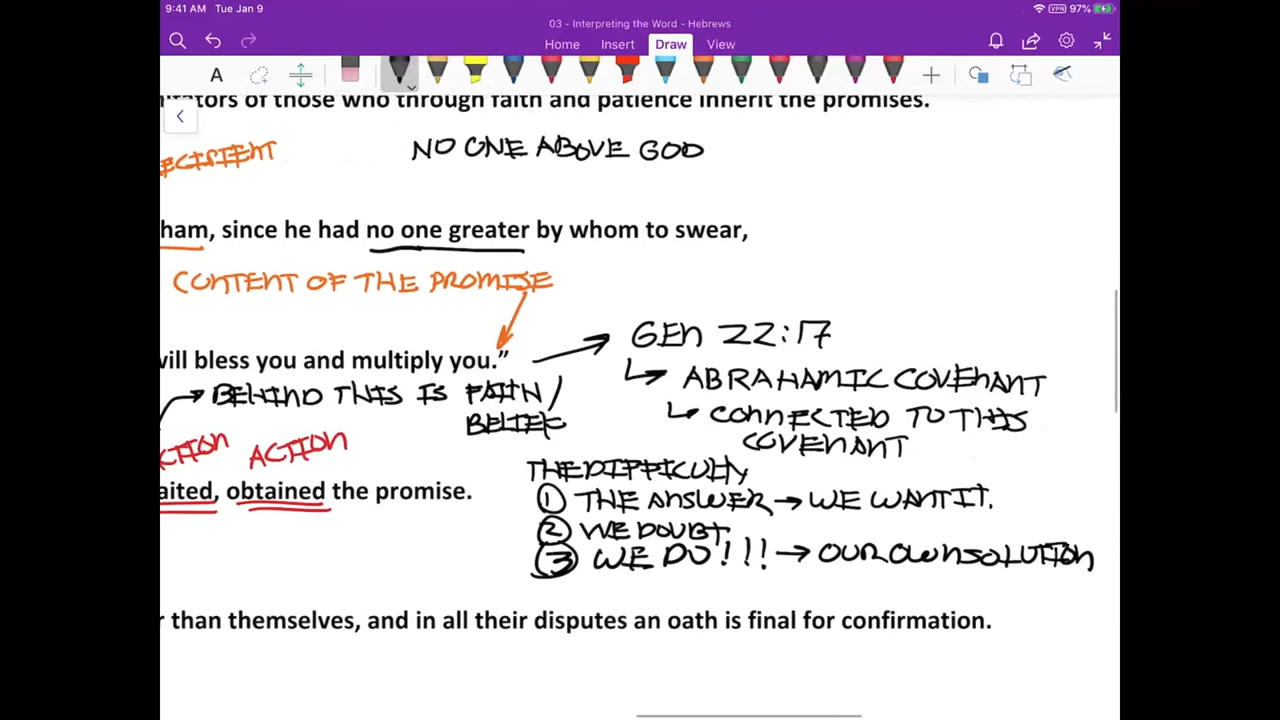 9:41 AM Tue Jan 9
VPN 97%
03 - Interpreting the Word - Hebrews
Home Insert Draw View
A
itators of those who through faith and patience inherit the promises.
ECIPIENT
NO ONE ABOVE GOD
ham, since he had no one greater by whom to swear,
CONTENT OF THE PROMISE
GEN 22:17
will bless you and multiply you.”
ABRAHAMIC COVENANT
BEHIND THIS IS FAITH/
BELIEF
CONNECTED TO THIS
COVENANT
CTION ACTION
THE DIFFICULTY
aited, obtained the promise.
① THE ANSWER → WE WANT IT.
② WE DOUBT.
③ WE DO!!! → OUR OWN SOLUTION
r than themselves, and in all their disputes an oath is final for confirmation.